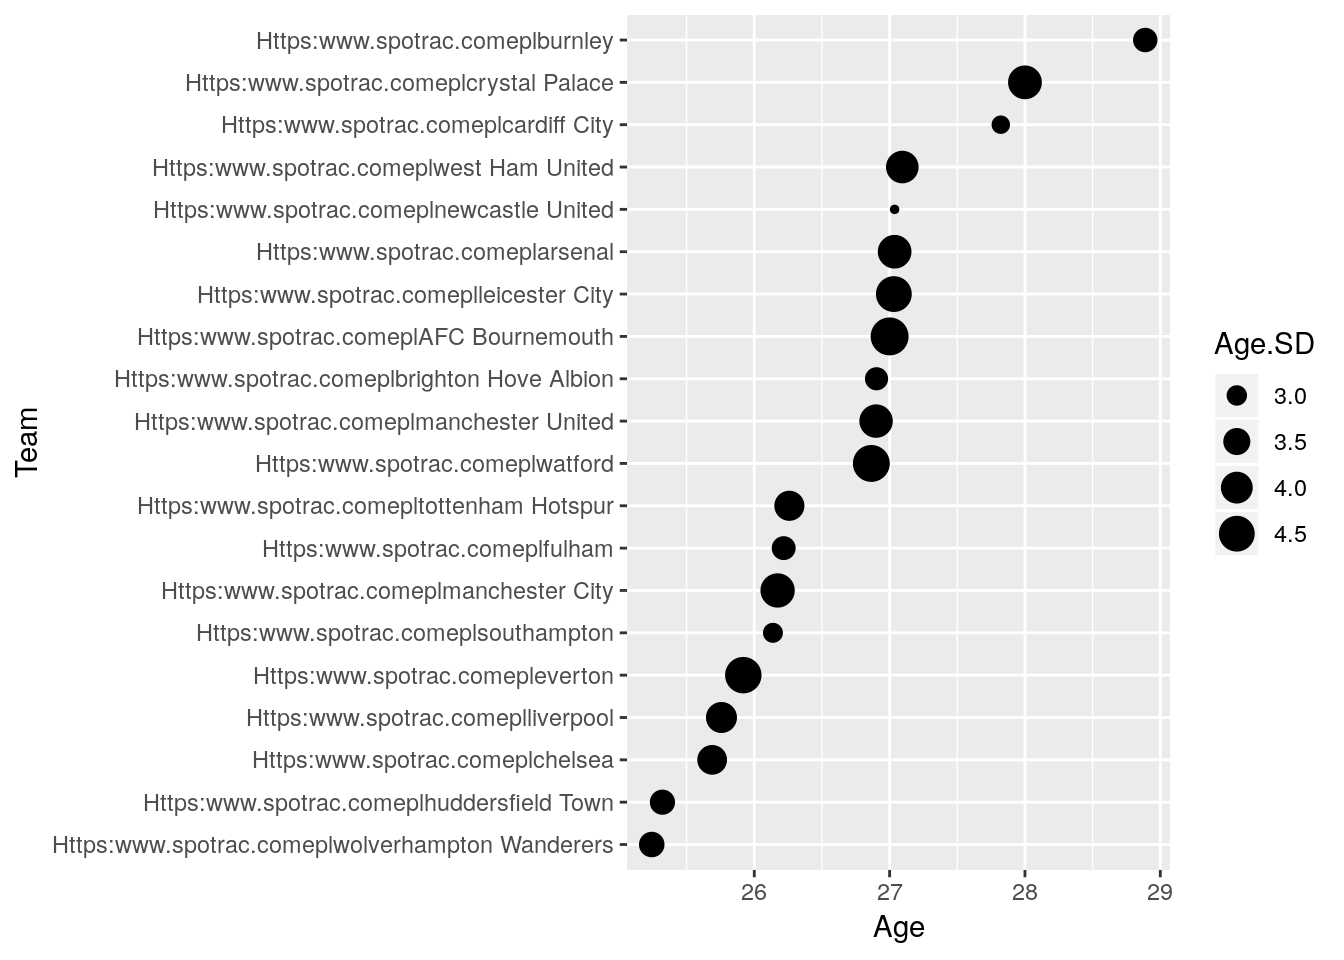 Https:www.spotrac.comeplburnley
Https:www.spotrac.comeplcrystal Palace
Https:www.spotrac.comeplcardiff City
Https:www.spotrac.comeplwest Ham United
Https:www.spotrac.comeplnewcastle United
Https:www.spotrac.comeplarsenal
Https:www.spotrac.comeplleicester City
Https:www.spotrac.comeplAFC Bournemouth
Https:www.spotrac.comeplbrighton Hove Albion
Https:www.spotrac.comeplmanchester United
Https:www.spotrac.comeplwatford
Https:www.spotrac.comepltottenham Hotspur
Https:www.spotrac.comeplfulham
Https:www.spotrac.comeplmanchester City
Https:www.spotrac.comeplsouthampton
Https:www.spotrac.comepleverton
Https:www.spotrac.comeplliverpool
Https:www.spotrac.comeplchelsea
Https:www.spotrac.comeplhuddersfield Town
Https:www.spotrac.comeplwolverhampton Wanderers
Team
26 27 28 29
Age
Age.SD
3.0
3.5
4.0
4.5